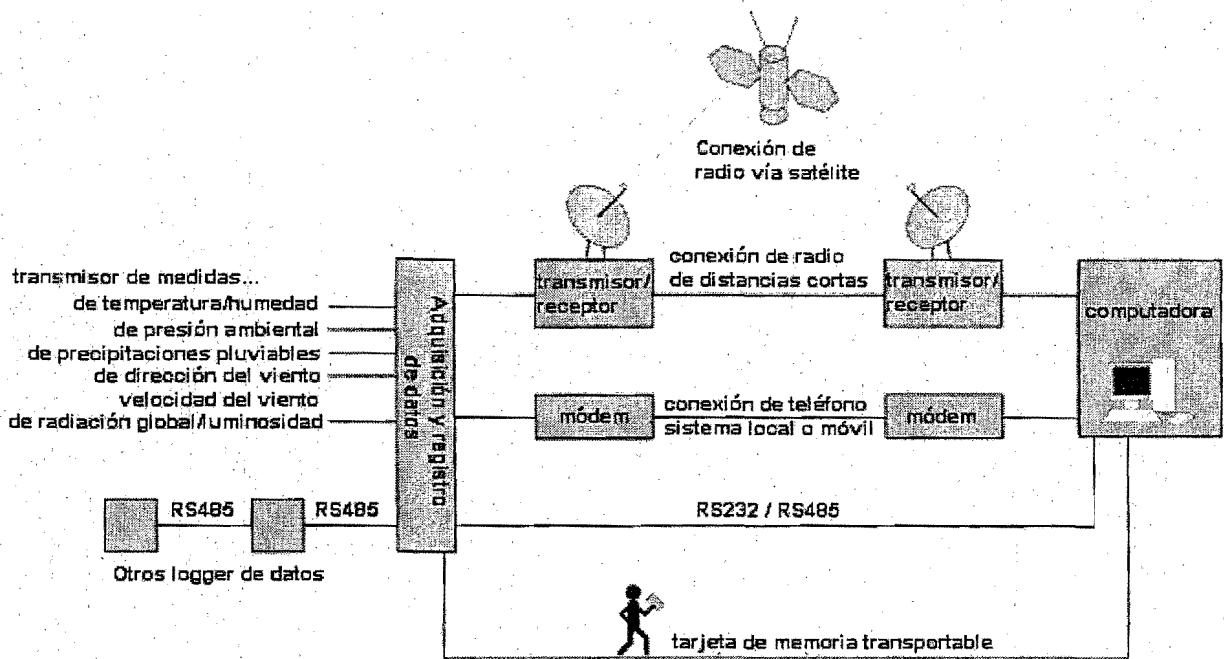 Conexión de
radio vía satélite
transmisor de medidas...
de temperatura/humedad
de presión ambiental
de precipitaciones pluviables
de dirección del viento
velocidad del viento
de radiación global/luminosidad
Adquisición y registro
de datos
transmisor/
receptor
conexión de radio
de distancias cortas
transmisor/
receptor
computadora
módem
conexión de teléfono
sistema local o móvil
módem
RS485
RS485
RS232 / RS485
Otros logger de datos
tarjeta de memoria transportable